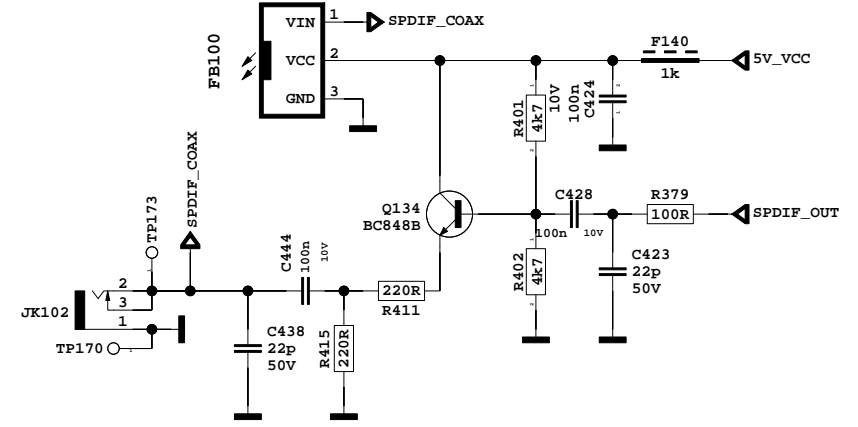 FB100
VIN 1 SPDIF_COAX
VCC 2
GND 3
F140
1k
5V_VCC
R401
4k7
10V
100n
C424
Q134
BC848B
C428
100n
10V
R379
100R
SPDIF_OUT
R402
4k7
C423
22p
50V
SPDIF_COAX
TP173
C444
100n
10V
220R
R411
JK102
2
3
1
TP170
C438
22p
50V
R415
220R